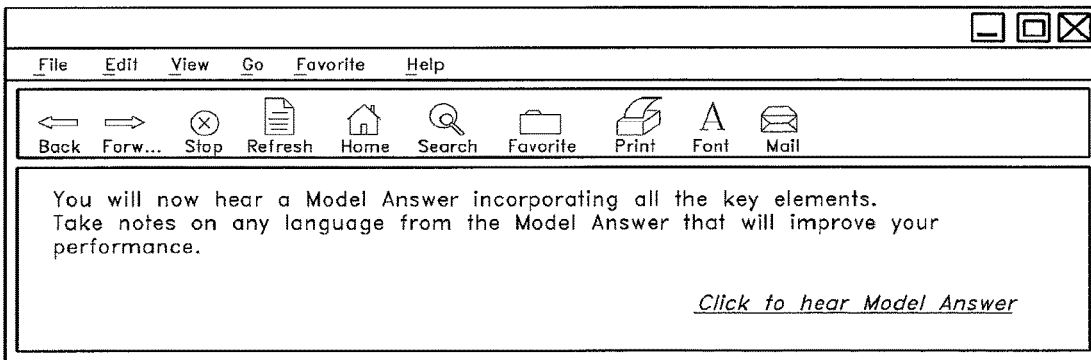 File Edit View Go Favorite Help
Back Forw... Stop Refresh Home Search Favorite Print Font Mail
You will now hear a Model Answer incorporating all the key elements.
Take notes on any language from the Model Answer that will improve your
performance.
Click to hear Model Answer